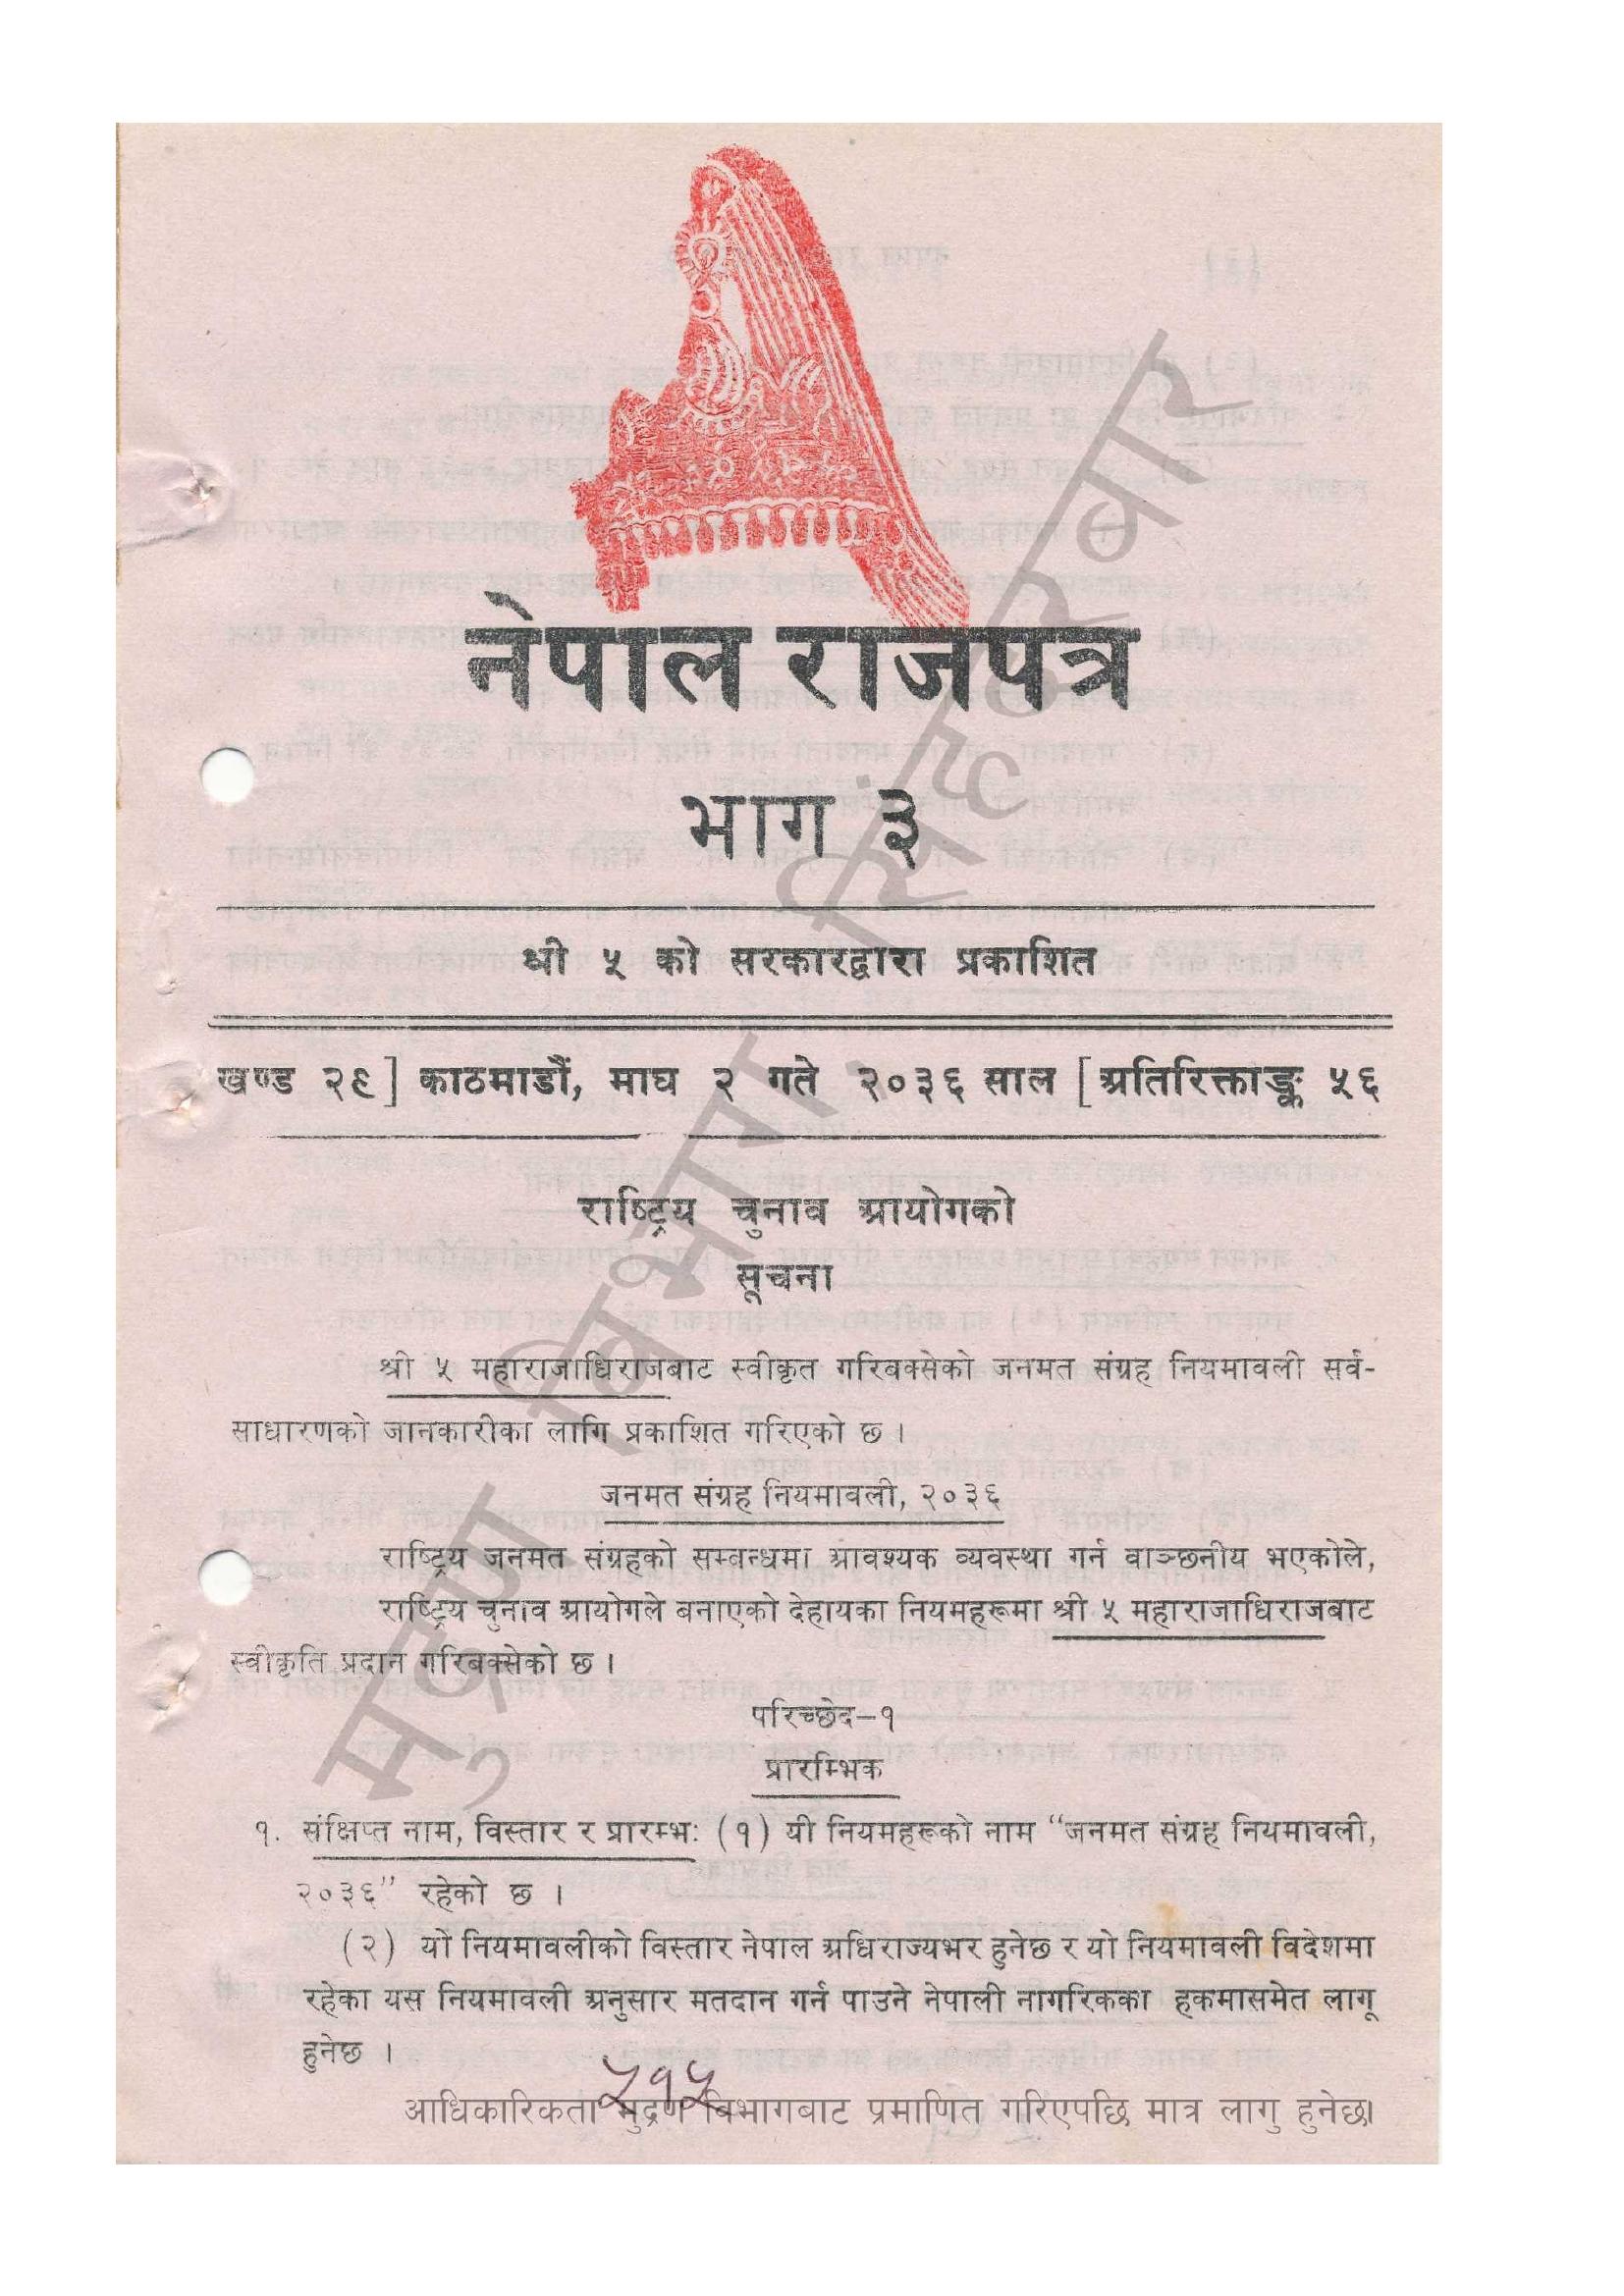 नेपाल राजपत्र
भाग ३
श्री ५ को सरकारद्वारा प्रकाशित
खण्ड २९] काठमाडौं, माघ २ गते २०३६ साल [अतिरिक्ताङ्क ५६
राष्ट्रिय चुनाव आयोगको
सूचना
श्री ५ महाराजाधिराजबाट स्वीकृत गरिबक्सेको जनमत संग्रह नियमावली सर्व-
साधारणको जानकारीका लागि प्रकाशित गरिएको छ ।
जनमत संग्रह नियमावली, २०३६
राष्ट्रिय जनमत संग्रहको सम्बन्धमा आवश्यक व्यवस्था गर्न वाञ्छनीय भएकोले,
राष्ट्रिय चुनाव आयोगले बनाएको देहायका नियमहरूमा श्री ५ महाराजाधिराजबाट
स्वीकृति प्रदान गरिबक्सेको छ ।
परिच्छेद–१
प्रारम्भिक
१. संक्षिप्त नाम, विस्तार र प्रारम्भः (१) यी नियमहरूको नाम “जनमत संग्रह नियमावली,
२०३६” रहेको छ ।
(२) यो नियमावलीको विस्तार नेपाल अधिराज्यभर हुनेछ र यो नियमावली विदेशमा
रहेका यस नियमावली अनुसार मतदान गर्न पाउने नेपाली नागरिकका हकमासमेत लागू
हुनेछ ।
५१५
आधिकारिकता मुद्रण विभागबाट प्रमाणित गरिएपछि मात्र लागु हुनेछ।
मुद्रण विभाग, सिंहदरबार